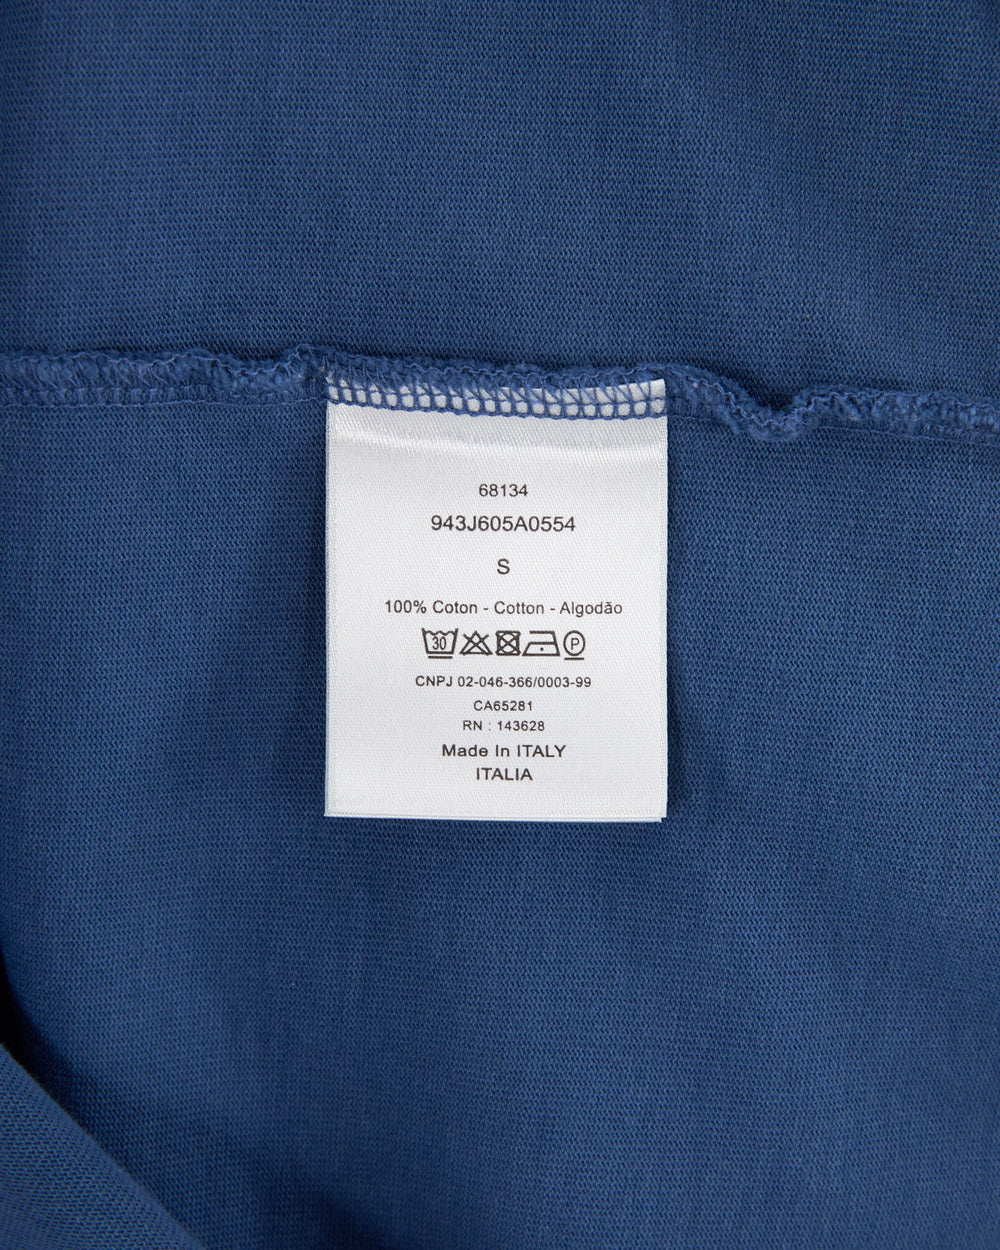 68134
943J605A0554
S
100% Coton - Cotton - Algodão
30 P
CNPJ 02-046-366/0003-99
CA65281
RN : 143628
Made In ITALY
ITALIA